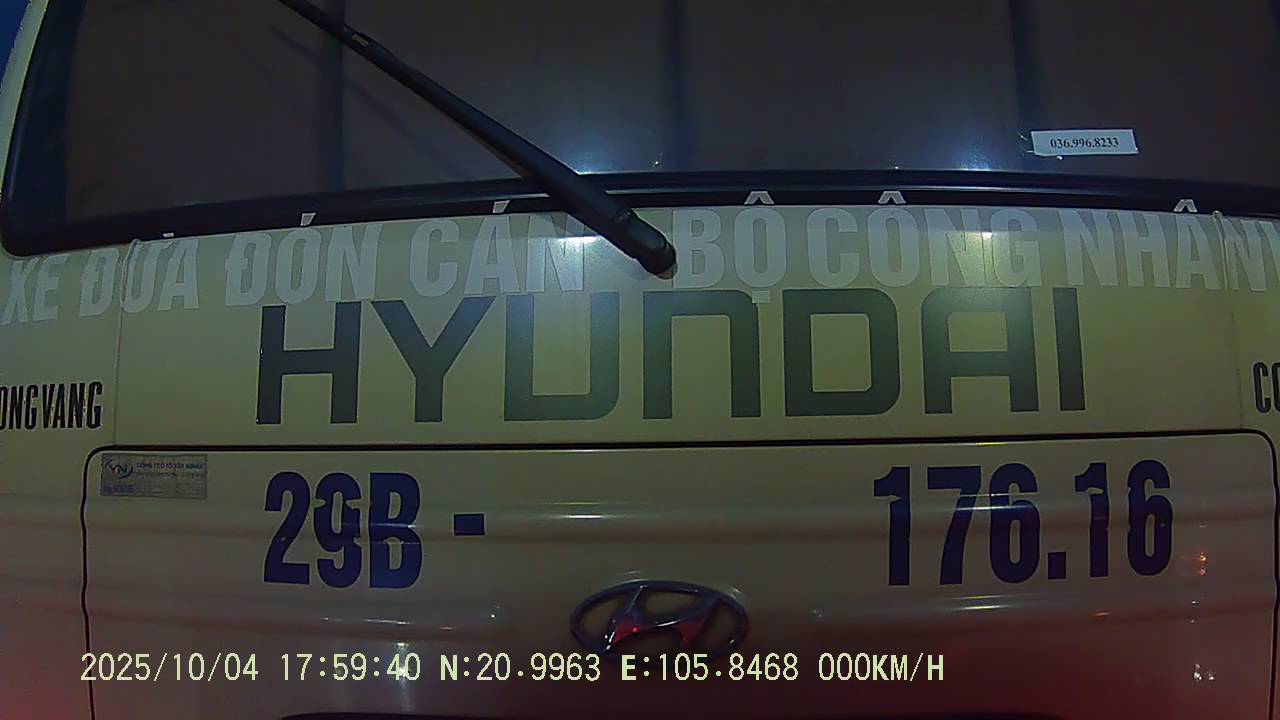 036.996.8233
XE ĐƯA ĐÓN CÁN BỘ CÔNG NHÂN
HYUNDAI
29B - 176.16
2025/10/04 17:59:40 N:20.9963 E:105.8468 000KM/H